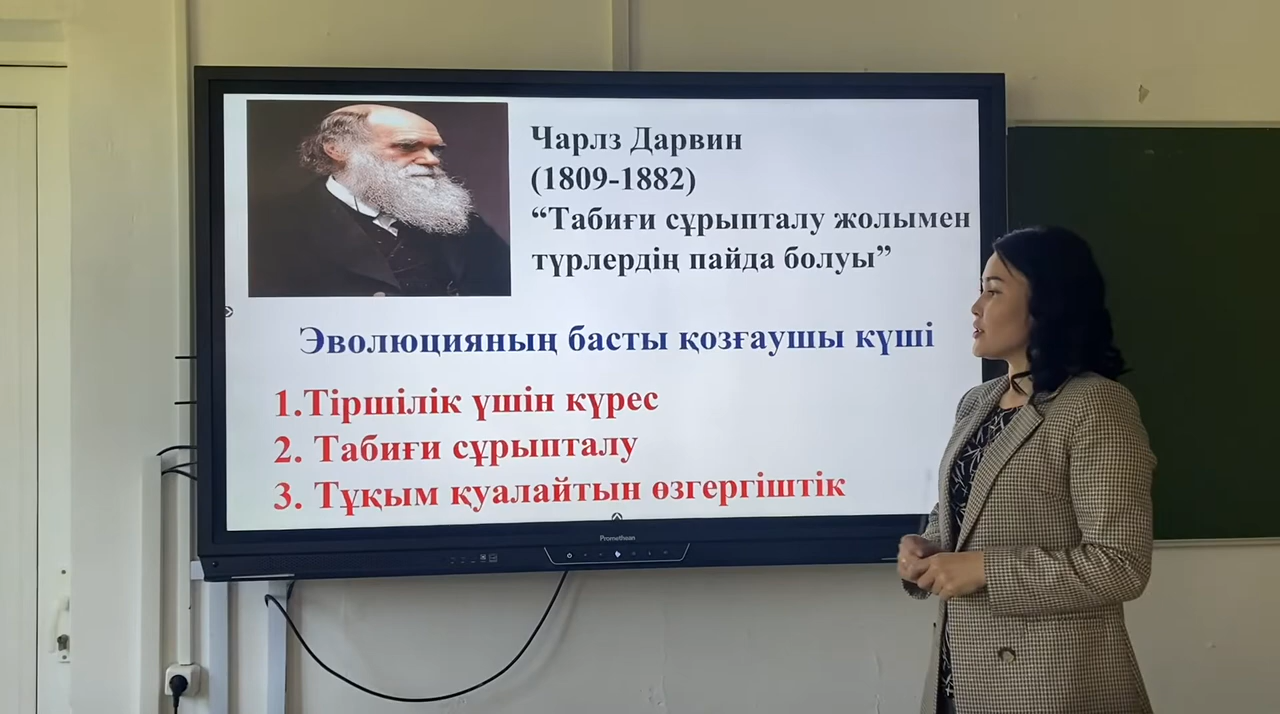 Чарлз Дарвин
(1809-1882)
“Табиғи сұрыпталу жолымен
түрлердің пайда болуы”
Эволюцияның басты қозғаушы күші
1.Тіршілік үшін күрес
2. Табиғи сұрыпталу
3. Тұқым қуалайтын өзгергіштік
Promethean